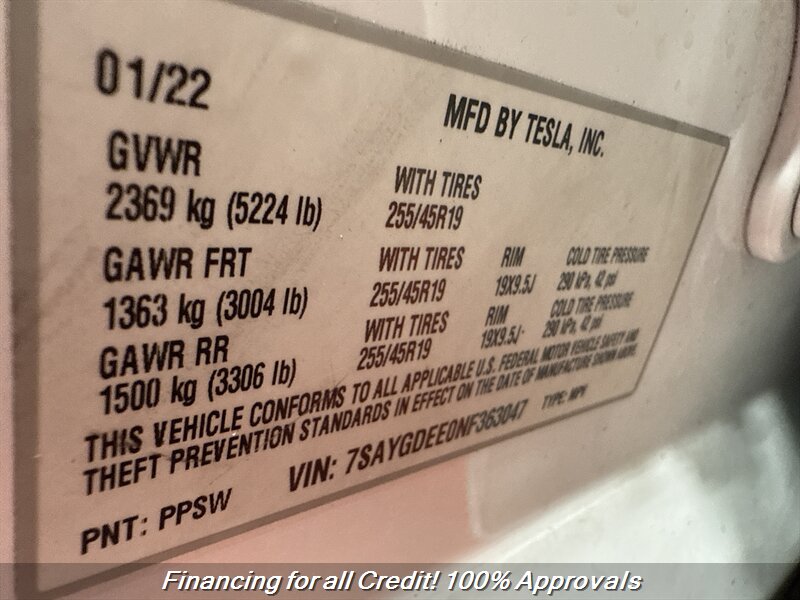 01/22
MFD BY TESLA, INC.
GVWR
2369 kg (5224 lb)
WITH TIRES
255/45R19
GAWR FRT
1363 kg (3004 lb)
WITH TIRES
255/45R19
RIM
19X9.5J
COLD TIRE PRESSURE
290 kPa, 42 psi
GAWR RR
1500 kg (3306 lb)
WITH TIRES
255/45R19
RIM
19X9.5J
COLD TIRE PRESSURE
290 kPa, 42 psi
THIS VEHICLE CONFORMS TO ALL APPLICABLE U.S. FEDERAL MOTOR VEHICLE SAFETY AND
THEFT PREVENTION STANDARDS IN EFFECT ON THE DATE OF MANUFACTURE SHOWN ABOVE.
PNT: PPSW
VIN: 7SAYGDEE0NF363047
TYPE: MPV
Financing for all Credit! 100% Approvals